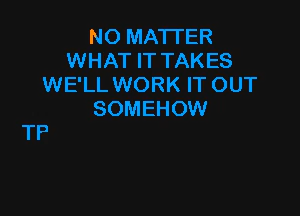 NO MATTER
WHAT IT TAKES
WE'LL WORK IT OUT
SOMEHOW
TP